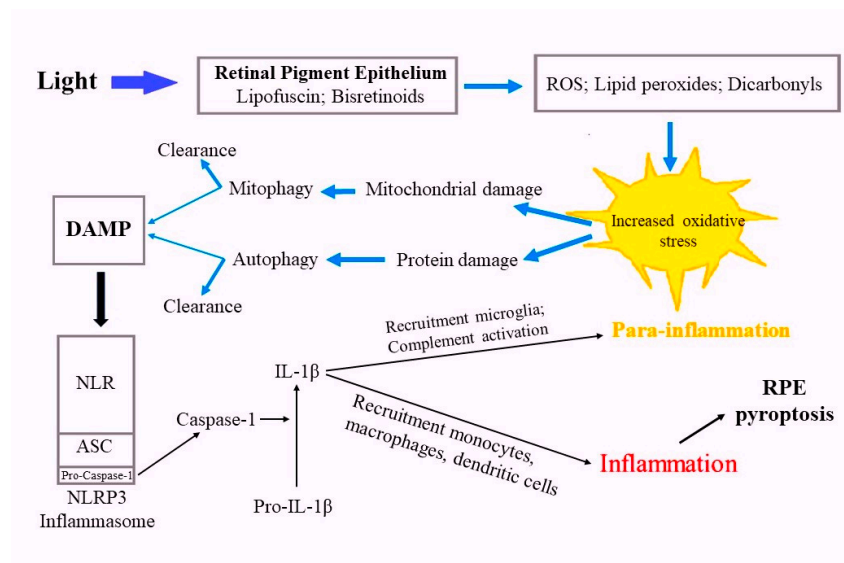 Light
Retinal Pigment Epithelium
Lipofuscin; Bisretinoids
ROS; Lipid peroxides; Dicarbonyls
Clearance
Mitophagy
Mitochondrial damage
DAMP
Increased oxidative
stress
Autophagy
Protein damage
Clearance
Recruitment microglia;
Complement activation
Para-inflammation
NLR
IL-1β
RPE
pyroptosis
Caspase-1
Recruitment monocytes,
macrophages, dendritic cells
ASC
Inflammation
Pro-Caspase-1
NLRP3
Inflammasome
Pro-IL-1β